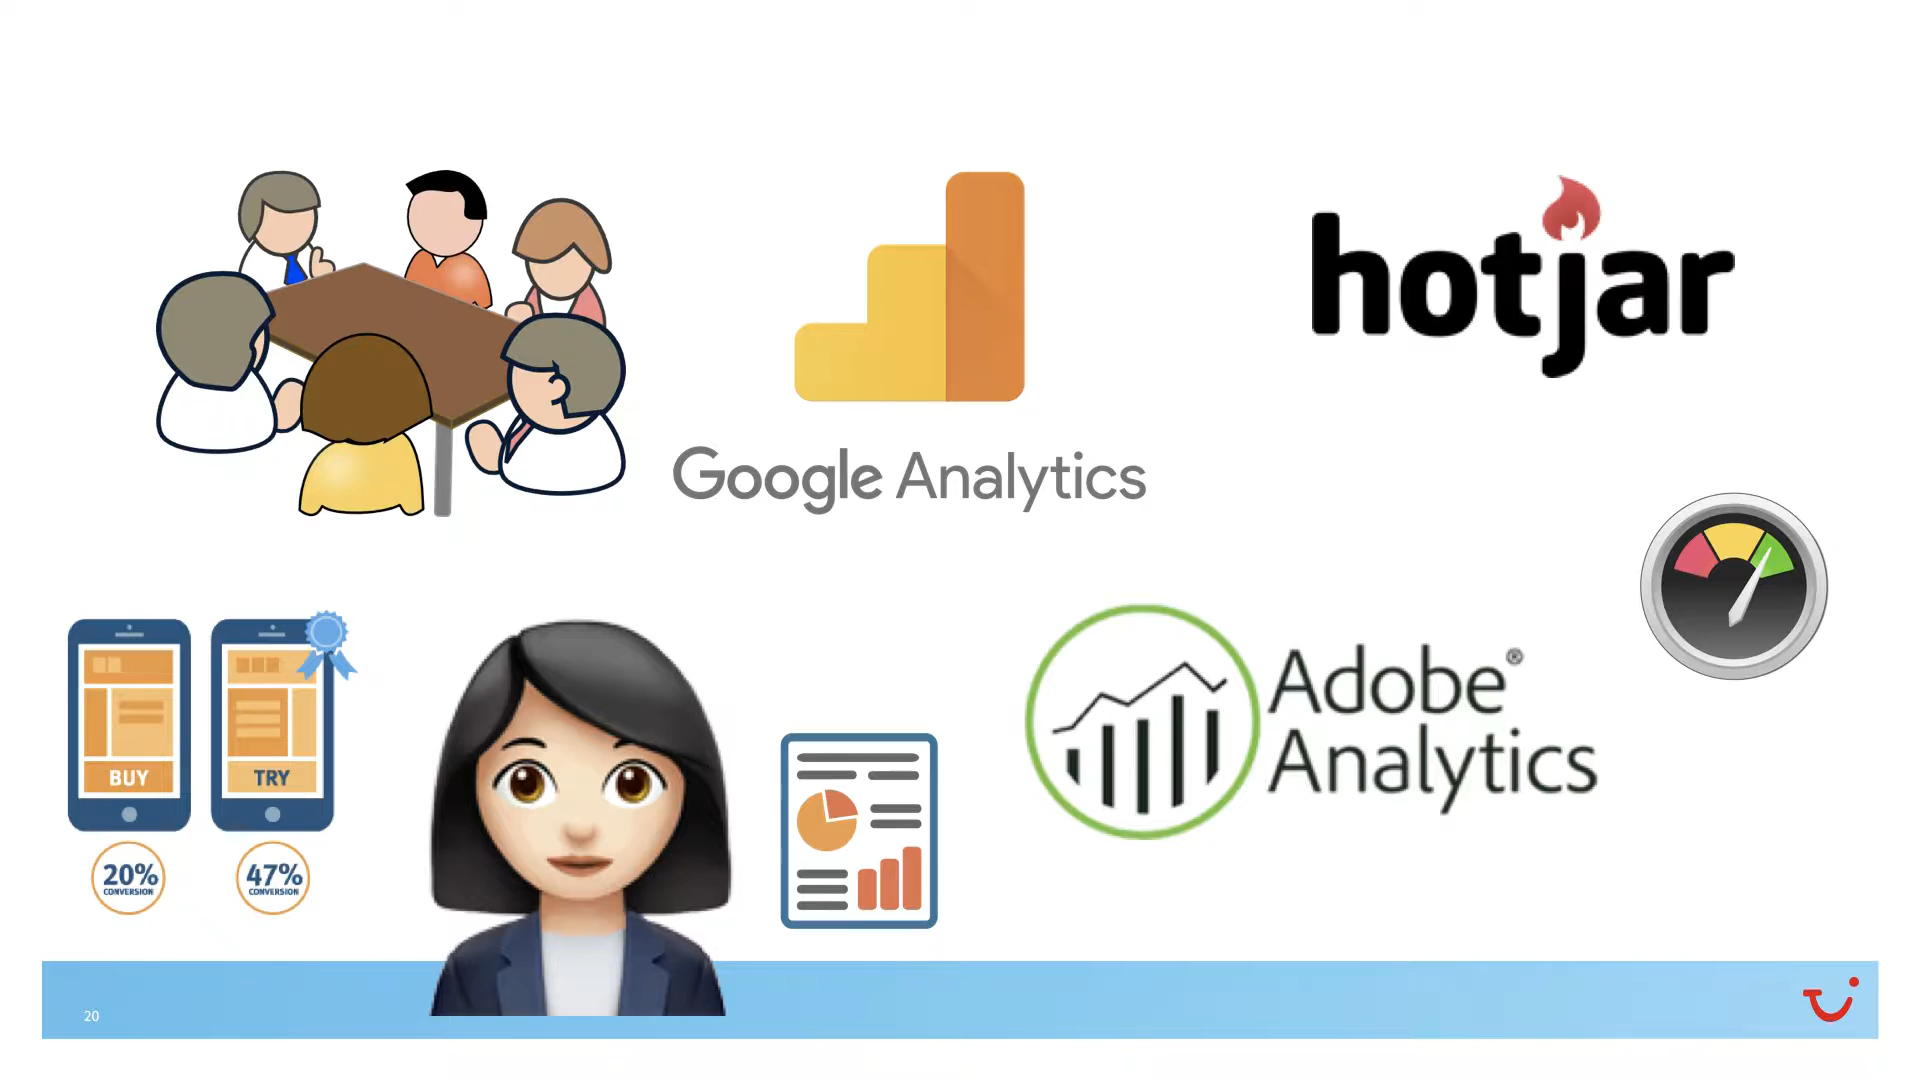 hotjar
Google Analytics
Adobe®
Analytics
BUY
TRY
20%
CONVERSION
47%
CONVERSION
20